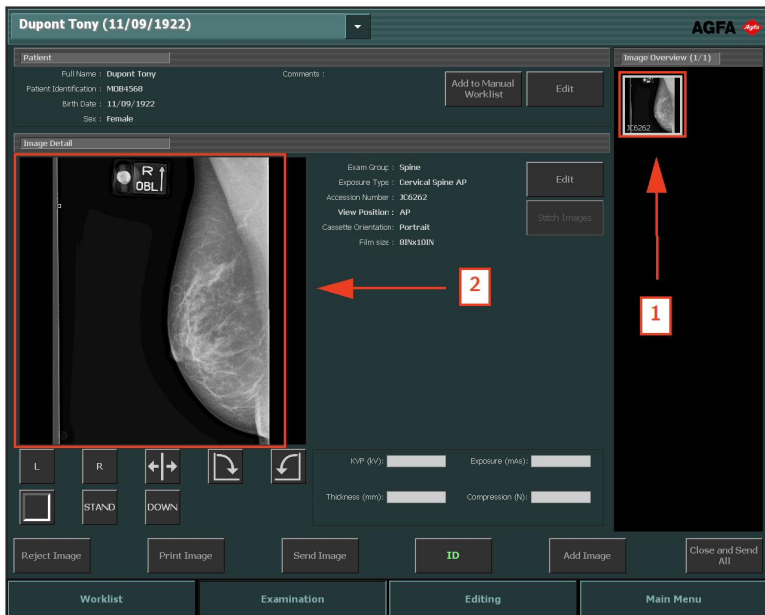 Dupont Tony (11/09/1922)
AGFA Agfa
Patient
Full Name : Dupont Tony
Comments :
Patient Identification : MOB4568
Birth Date : 11/09/1922
Sex : Female
Add to Manual
Worklist
Edit
Image Overview (1/1)
JC6262
1
Image Detail
R
OBL
Exam Group : Spine
Exposure Type : Cervical Spine AP
Accession Number : JC6262
View Position : AP
Cassette Orientation: Portrait
Film size : 8INx10IN
Edit
Stitch Images
2
L
R
STAND
DOWN
KVP (kV):
Exposure (mAs):
Thickness (mm):
Compression (N):
Reject Image
Print Image
Send Image
ID
Add Image
Close and Send
All
Worklist
Examination
Editing
Main Menu